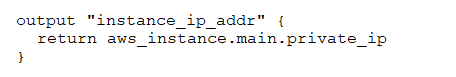 output "instance_ip_addr" {
  return aws_instance.main.private_ip
}